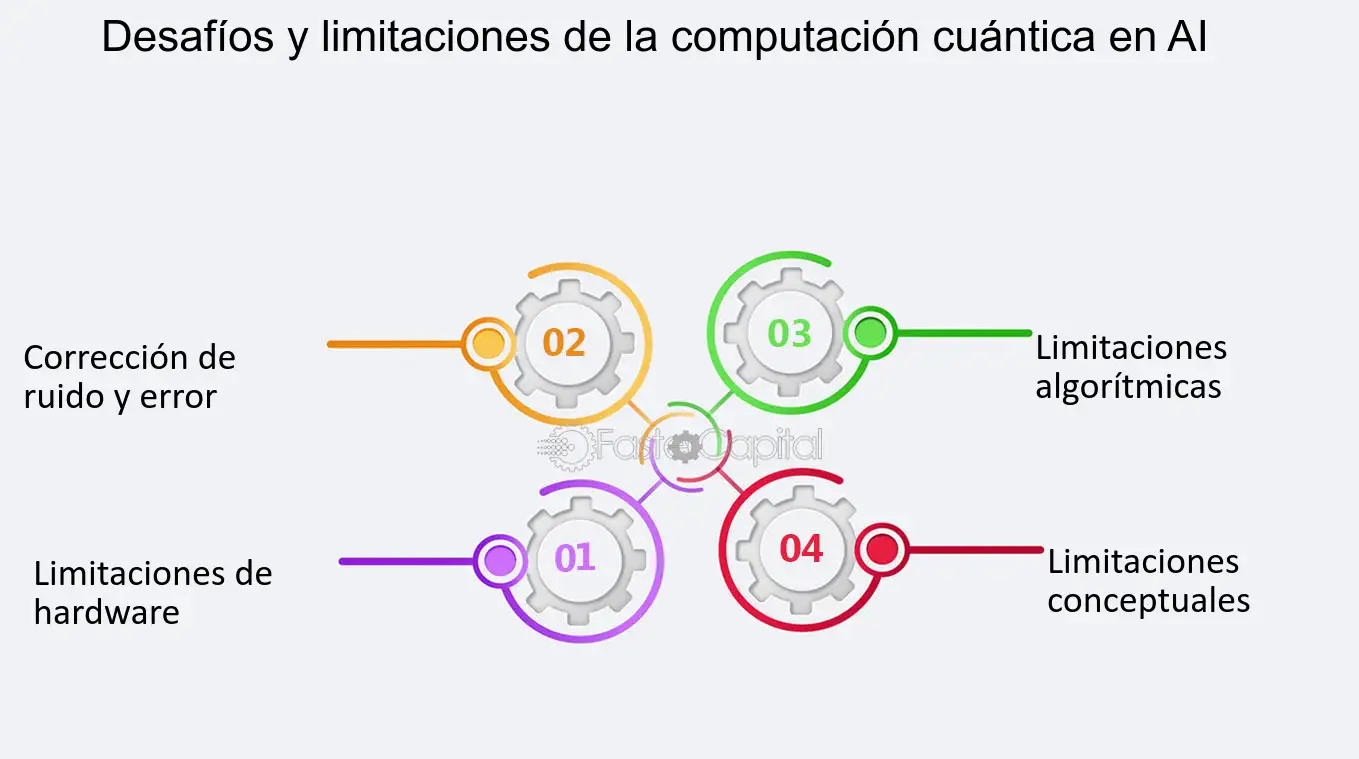 Desafíos y limitaciones de la computación cuántica en AI
02
03
Corrección de
ruido y error
Limitaciones
algorítmicas
FasterCapital
01
04
Limitaciones de
hardware
Limitaciones
conceptuales